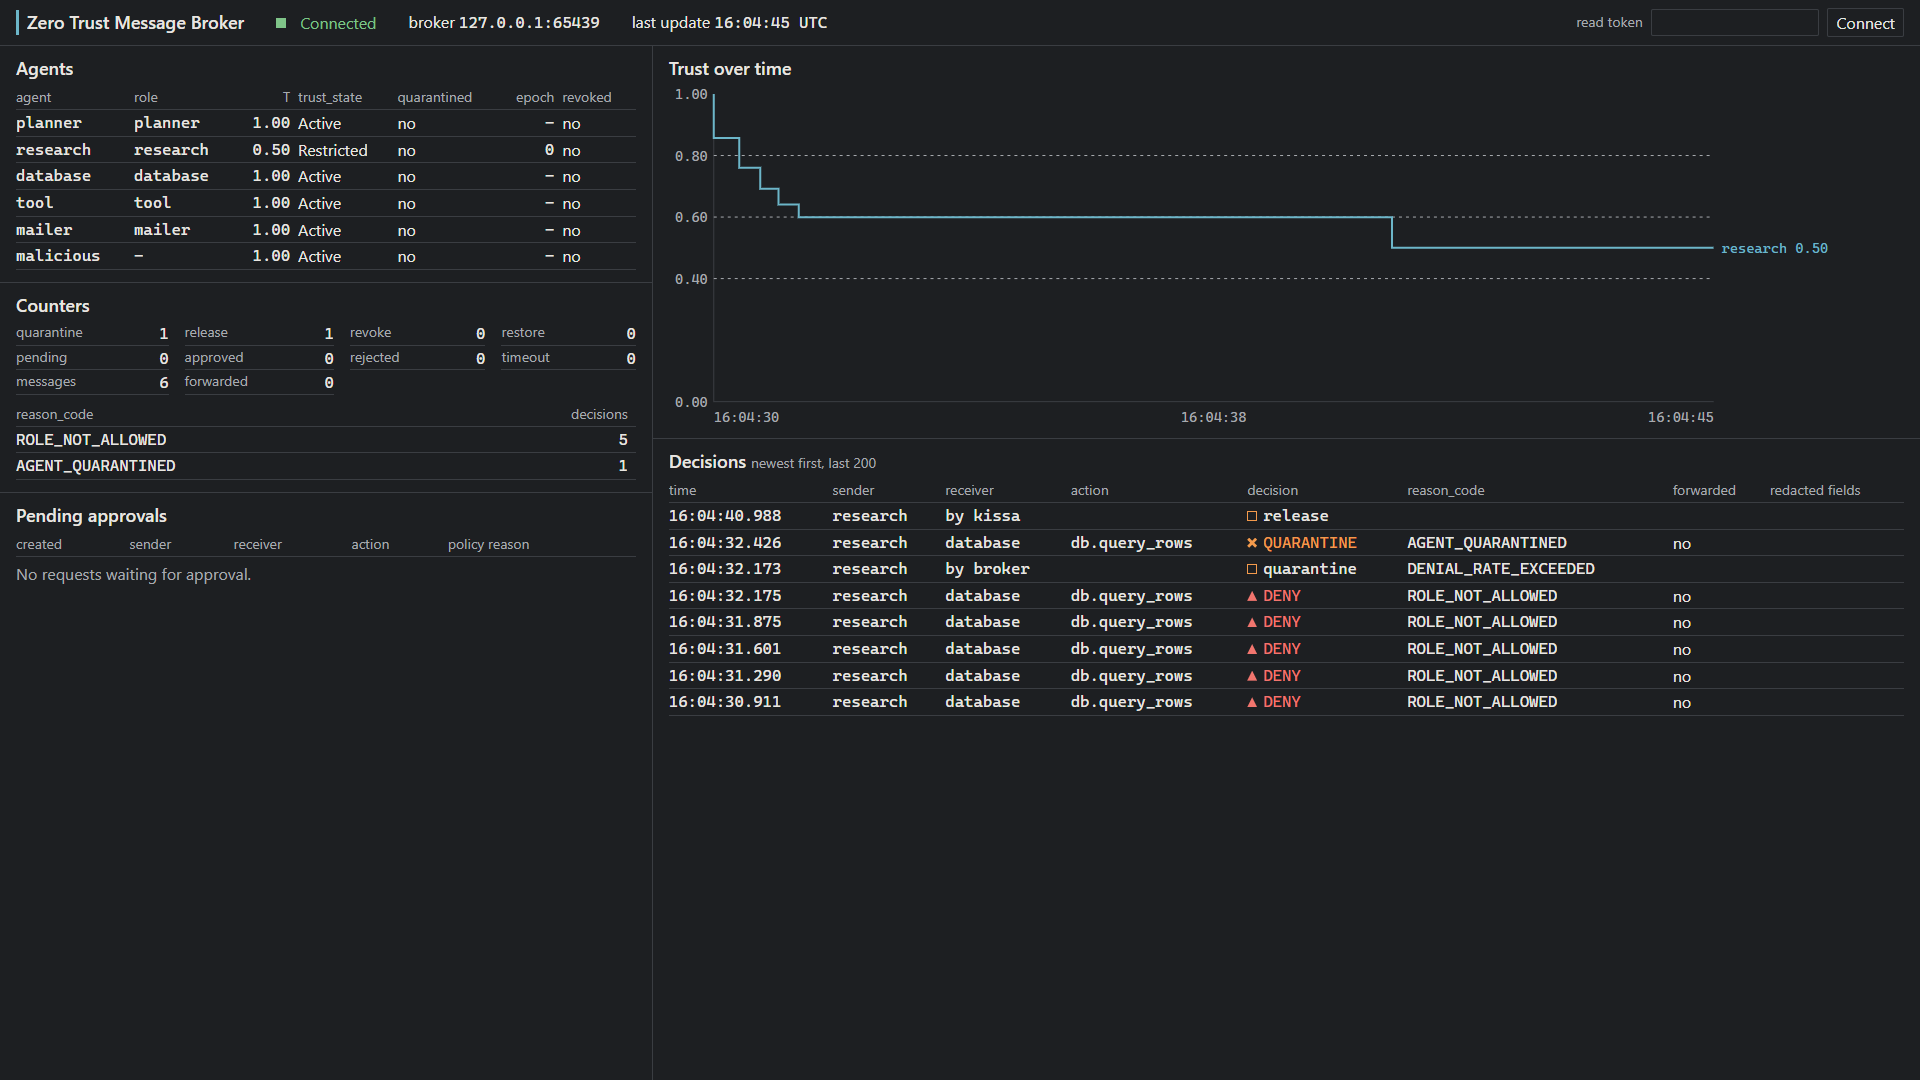 Zero Trust Message Broker Connected broker 127.0.0.1:65439 last update 16:04:45 UTC read token Connect
Agents
agent role T trust_state quarantined epoch revoked
planner planner 1.00 Active no – no
research research 0.50 Restricted no 0 no
database database 1.00 Active no – no
tool tool 1.00 Active no – no
mailer mailer 1.00 Active no – no
malicious – 1.00 Active no – no
Counters
quarantine 1 release 1 revoke 0 restore 0
pending 0 approved 0 rejected 0 timeout 0
messages 6 forwarded 0
reason_code decisions
ROLE_NOT_ALLOWED 5
AGENT_QUARANTINED 1
Pending approvals
created sender receiver action policy reason
No requests waiting for approval.
Trust over time
1.00
0.80
0.60
research 0.50
0.40
0.00
16:04:30 16:04:38 16:04:45
Decisions newest first, last 200
time sender receiver action decision reason_code forwarded redacted fields
16:04:40.988 research by kissa release
16:04:32.426 research database db.query_rows QUARANTINE AGENT_QUARANTINED no
16:04:32.173 research by broker quarantine DENIAL_RATE_EXCEEDED
16:04:32.175 research database db.query_rows DENY ROLE_NOT_ALLOWED no
16:04:31.875 research database db.query_rows DENY ROLE_NOT_ALLOWED no
16:04:31.601 research database db.query_rows DENY ROLE_NOT_ALLOWED no
16:04:31.290 research database db.query_rows DENY ROLE_NOT_ALLOWED no
16:04:30.911 research database db.query_rows DENY ROLE_NOT_ALLOWED no